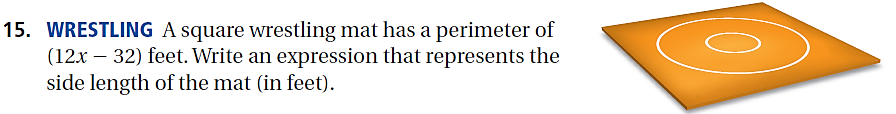 15. WRESTLING A square wrestling mat has a perimeter of
(12x − 32) feet. Write an expression that represents the
side length of the mat (in feet).